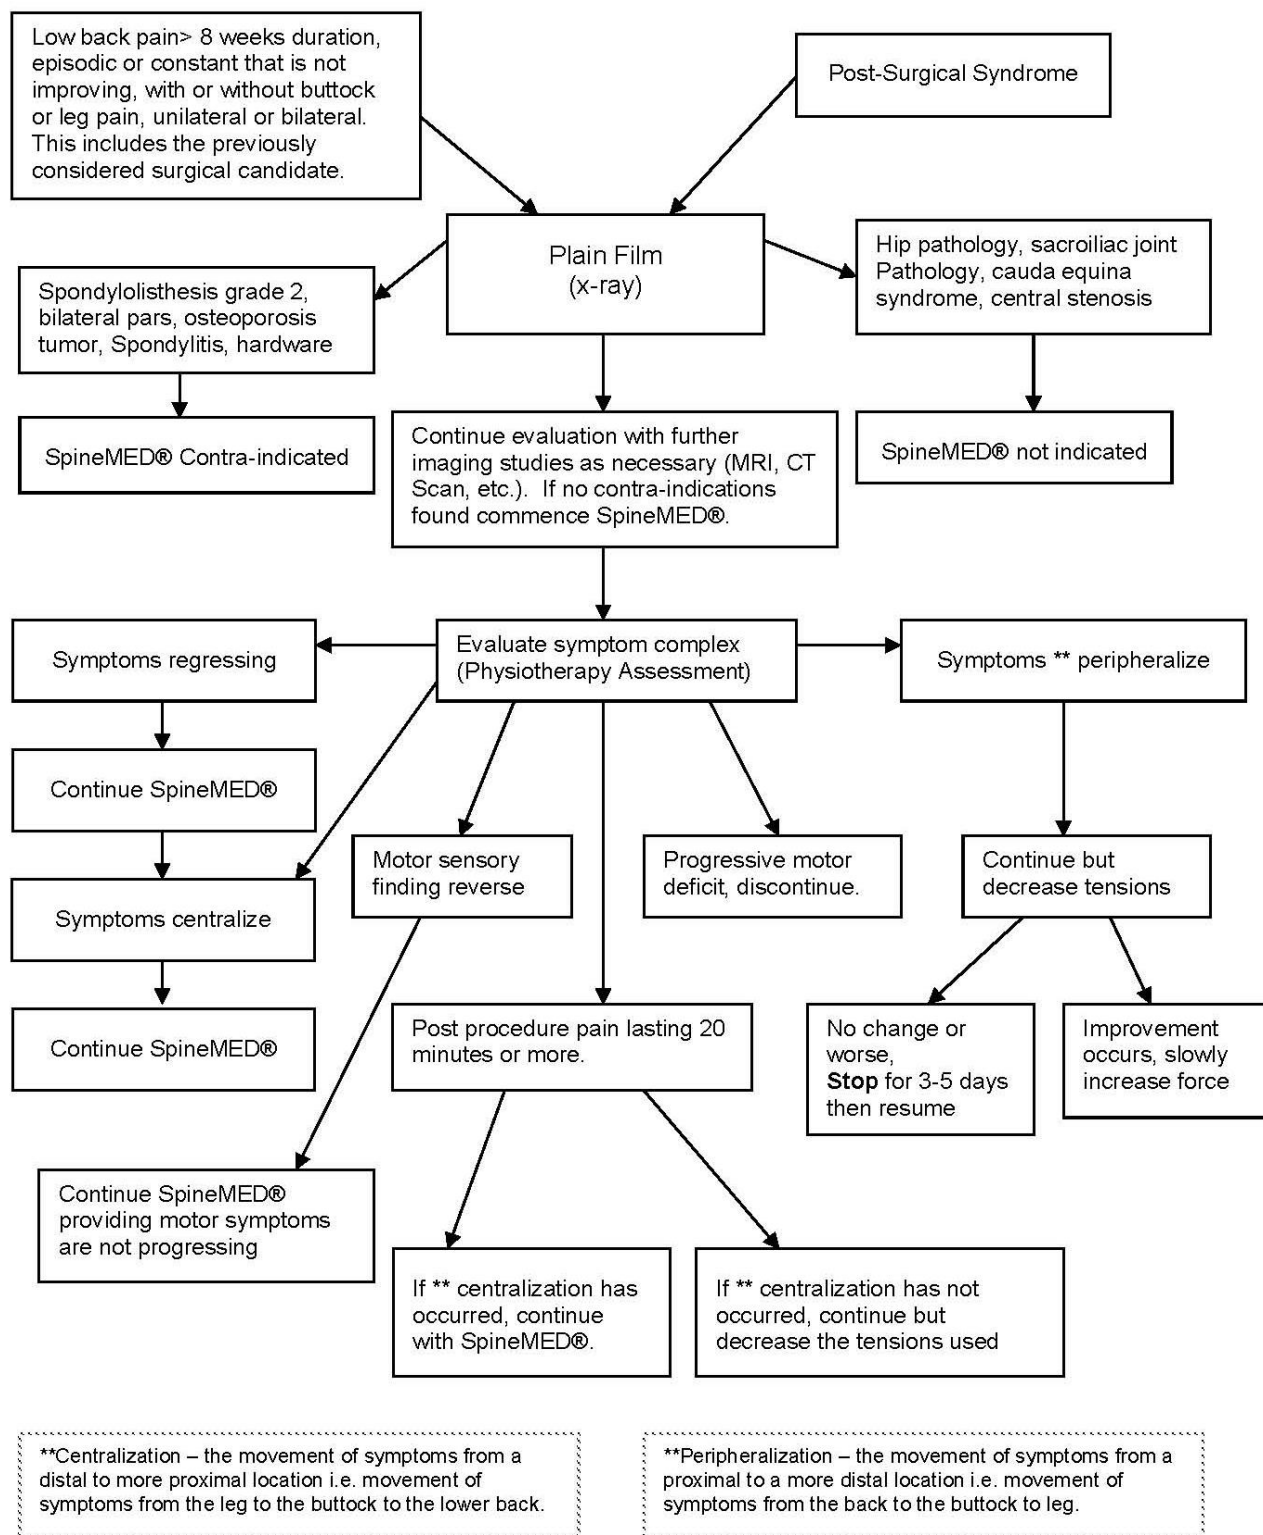 Low back pain> 8 weeks duration,
episodic or constant that is not
improving, with or without buttock
or leg pain, unilateral or bilateral.
This includes the previously
considered surgical candidate.
Post-Surgical Syndrome
Plain Film
(x-ray)
Hip pathology, sacroiliac joint
Pathology, cauda equina
syndrome, central stenosis
Spondylolisthesis grade 2,
bilateral pars, osteoporosis
tumor, Spondylitis, hardware
SpineMED® Contra-indicated
Continue evaluation with further
imaging studies as necessary (MRI, CT
Scan, etc.).  If no contra-indications
found commence SpineMED®.
SpineMED® not indicated
Symptoms regressing
Evaluate symptom complex
(Physiotherapy Assessment)
Symptoms ** peripheralize
Continue SpineMED®
Symptoms centralize
Continue SpineMED®
Motor sensory
finding reverse
Progressive motor
deficit, discontinue.
Continue but
decrease tensions
Post procedure pain lasting 20
minutes or more.
No change or
worse,
Stop for 3-5 days
then resume
Improvement
occurs, slowly
increase force
Continue SpineMED®
providing motor symptoms
are not progressing
If ** centralization has
occurred, continue
with SpineMED®.
If ** centralization has not
occurred, continue but
decrease the tensions used
**Centralization – the movement of symptoms from a
distal to more proximal location i.e. movement of
symptoms from the leg to the buttock to the lower back.
**Peripheralization – the movement of symptoms from a
proximal to a more distal location i.e. movement of
symptoms from the back to the buttock to leg.